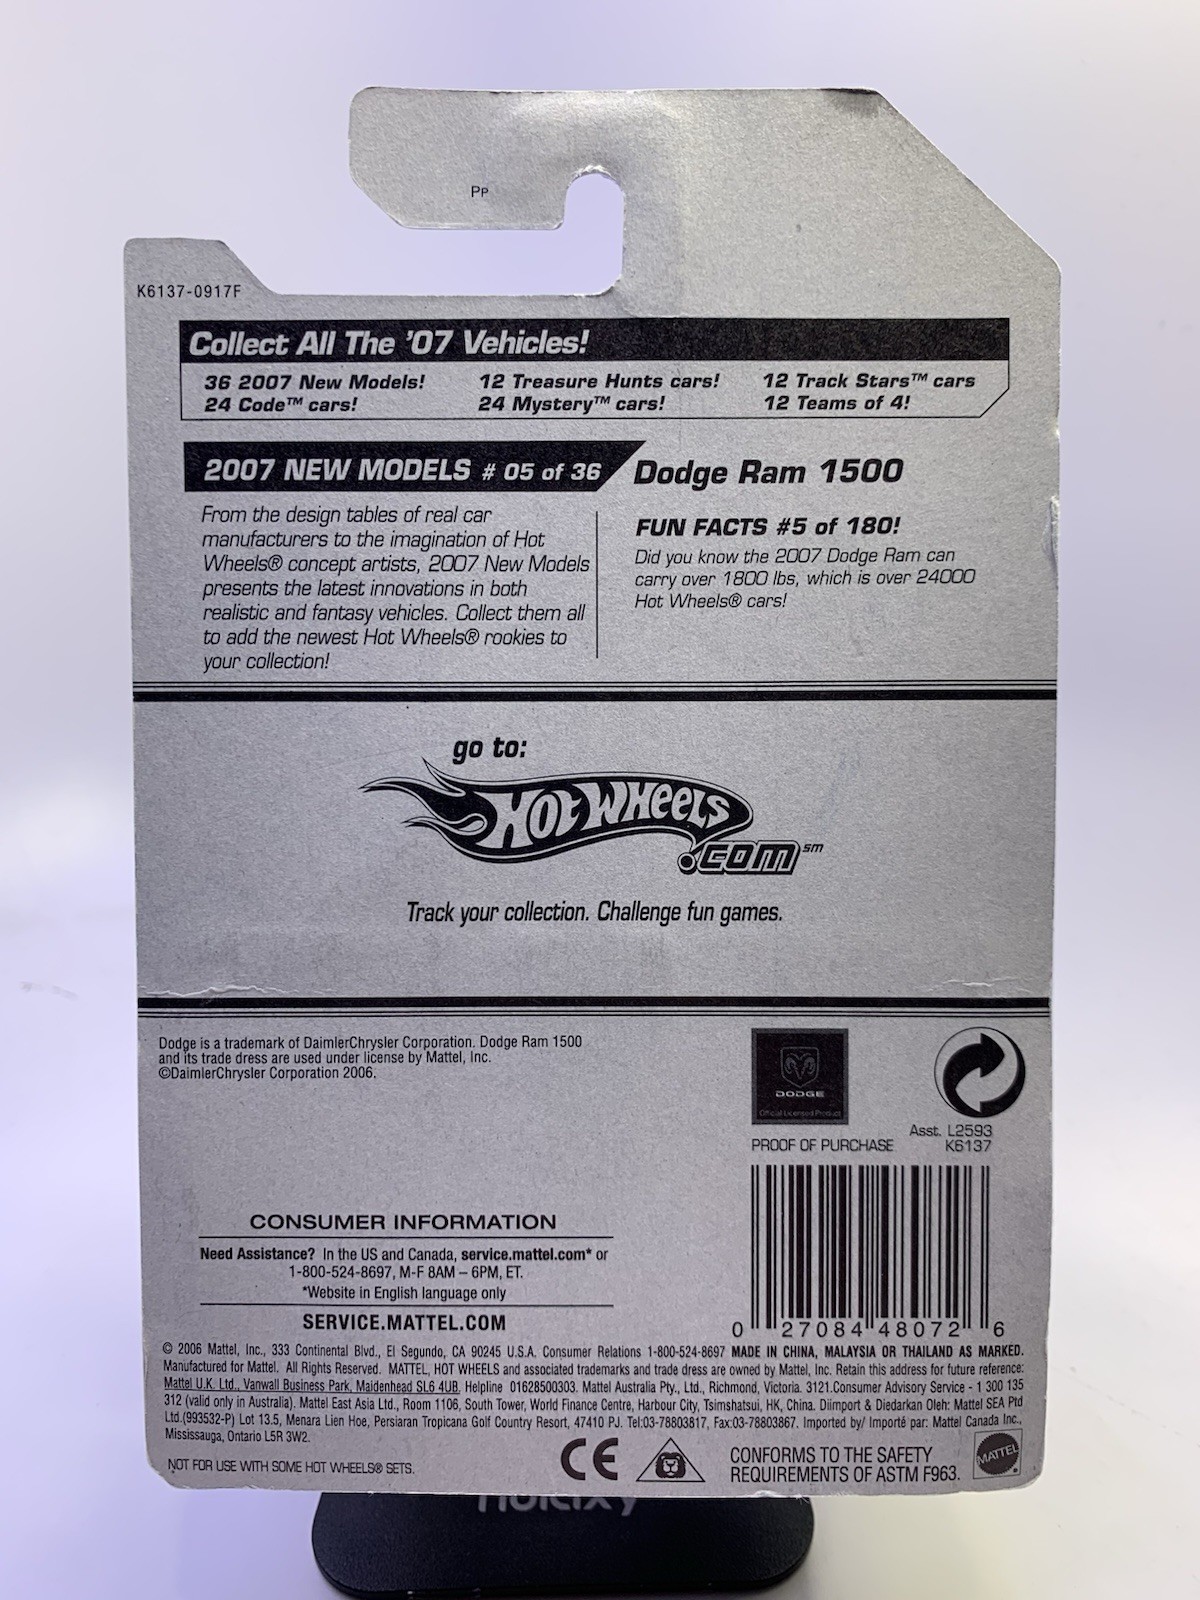 Pp
K6137-0917F
Collect All The '07 Vehicles!
36 2007 New Models! 12 Treasure Hunts cars! 12 Track Stars™ cars
24 Code™ cars! 24 Mystery™ cars! 12 Teams of 4!
2007 NEW MODELS # 05 of 36 Dodge Ram 1500
From the design tables of real car
manufacturers to the imagination of Hot
Wheels® concept artists, 2007 New Models
presents the latest innovations in both
realistic and fantasy vehicles. Collect them all
to add the newest Hot Wheels® rookies to
your collection!
FUN FACTS #5 of 180!
Did you know the 2007 Dodge Ram can
carry over 1800 lbs, which is over 24000
Hot Wheels® cars!
go to:
HOT WHEELS
.COM℠
Track your collection. Challenge fun games.
Dodge is a trademark of DaimlerChrysler Corporation. Dodge Ram 1500
and its trade dress are used under license by Mattel, Inc.
©DaimlerChrysler Corporation 2006.
DODGE
Official Licensed Product
PROOF OF PURCHASE
Asst. L2593
K6137
0 27084 48072 6
CONSUMER INFORMATION
Need Assistance? In the US and Canada, service.mattel.com* or
1-800-524-8697, M-F 8AM – 6PM, ET.
*Website in English language only
SERVICE.MATTEL.COM
© 2006 Mattel, Inc., 333 Continental Blvd., El Segundo, CA 90245 U.S.A. Consumer Relations 1-800-524-8697 MADE IN CHINA, MALAYSIA OR THAILAND AS MARKED.
Manufactured for Mattel. All Rights Reserved. MATTEL, HOT WHEELS and associated trademarks and trade dress are owned by Mattel, Inc. Retain this address for future reference:
Mattel U.K. Ltd., Vanwall Business Park, Maidenhead SL6 4UB. Helpline 01628500303. Mattel Australia Pty., Ltd., Richmond, Victoria. 3121.Consumer Advisory Service - 1 300 135
312 (valid only in Australia). Mattel East Asia Ltd., Room 1106, South Tower, World Finance Centre, Harbour City, Tsimshatsui, HK, China. Diimport & Diedarkan Oleh: Mattel SEA Ptd
Ltd.(993532-P) Lot 13.5, Menara Lien Hoe, Persiaran Tropicana Golf Country Resort, 47410 PJ. Tel:03-78803817, Fax:03-78803867. Imported by/ Importé par: Mattel Canada Inc.,
Mississauga, Ontario L5R 3W2.
NOT FOR USE WITH SOME HOT WHEELS® SETS.
CE
CONFORMS TO THE SAFETY
REQUIREMENTS OF ASTM F963.
MATTEL